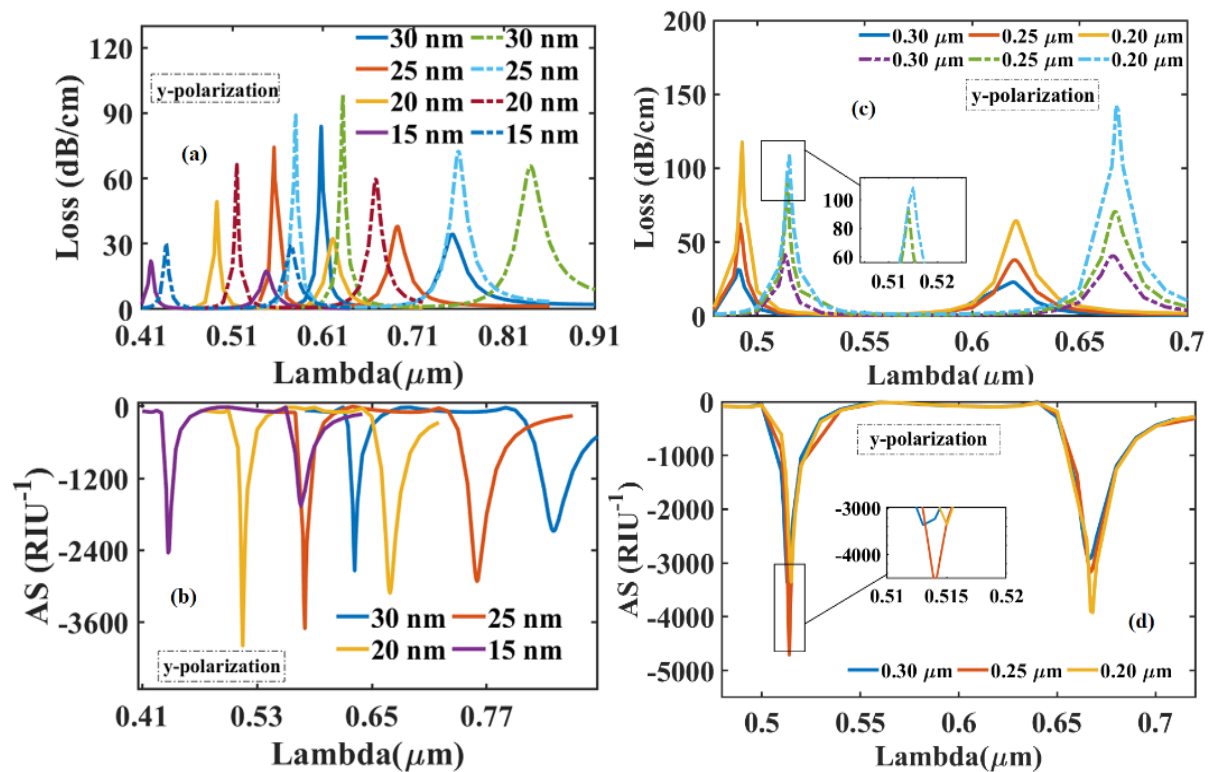 30 nm 30 nm
25 nm 25 nm
20 nm 20 nm
15 nm 15 nm
y-polarization
(a)
120
90
60
30
0
Loss (dB/cm)
0.41 0.51 0.61 0.71 0.81 0.91
Lambda(μm)
0.30 μm 0.25 μm 0.20 μm
0.30 μm 0.25 μm 0.20 μm
(c)
y-polarization
200
150
100
50
0
Loss (dB/cm)
100
80
60
0.51 0.52
0.5 0.55 0.6 0.65 0.7
Lambda(μm)
0
-1200
-2400
-3600
AS (RIU⁻¹)
(b)
30 nm 25 nm
20 nm 15 nm
y-polarization
0.41 0.53 0.65 0.77
Lambda(μm)
0
-1000
-2000
-3000
-4000
-5000
AS (RIU⁻¹)
y-polarization
-3000
-4000
0.51 0.515 0.52
(d)
0.30 μm 0.25 μm 0.20 μm
0.5 0.55 0.6 0.65 0.7
Lambda(μm)